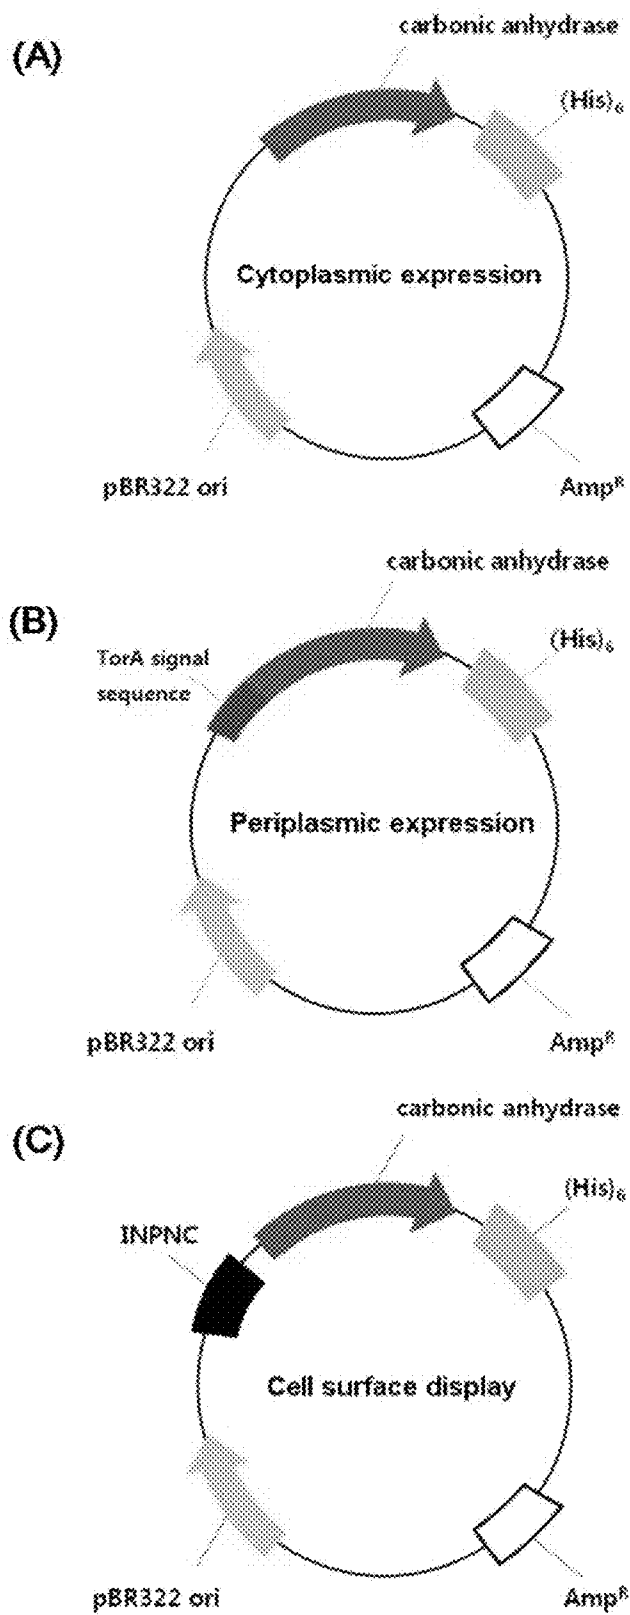 (A)
carbonic anhydrase
(His)₆
Cytoplasmic expression
pBR322 ori
Ampᴿ
(B)
carbonic anhydrase
(His)₆
TorA signal
sequence
Periplasmic expression
pBR322 ori
Ampᴿ
(C)
carbonic anhydrase
(His)₆
INPNC
Cell surface display
pBR322 ori
Ampᴿ